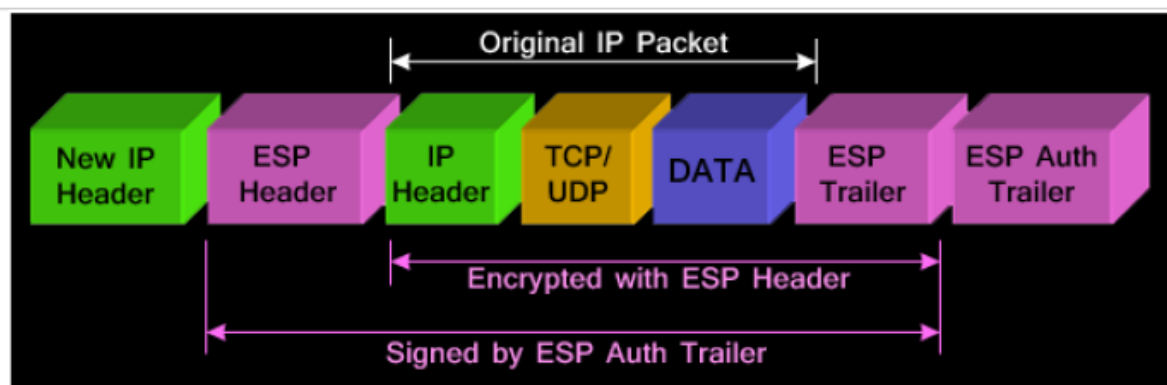 Original IP Packet
New IP
Header
ESP
Header
IP
Header
TCP/
UDP
DATA
ESP
Trailer
ESP Auth
Trailer
Encrypted with ESP Header
Signed by ESP Auth Trailer